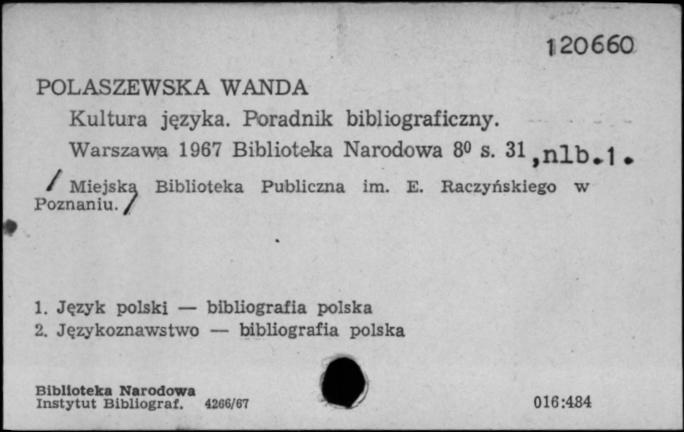 120660
POLASZEWSKA WANDA
Kultura języka. Poradnik bibliograficzny.
Warszawa 1967 Biblioteka Narodowa 8⁰ s. 31,nlb.1.
/ Miejska Biblioteka Publiczna im. E. Raczyńskiego w
Poznaniu. /
1. Język polski — bibliografia polska
2. Językoznawstwo — bibliografia polska
Biblioteka Narodowa
Instytut Bibliograf. 4266/67
016:484